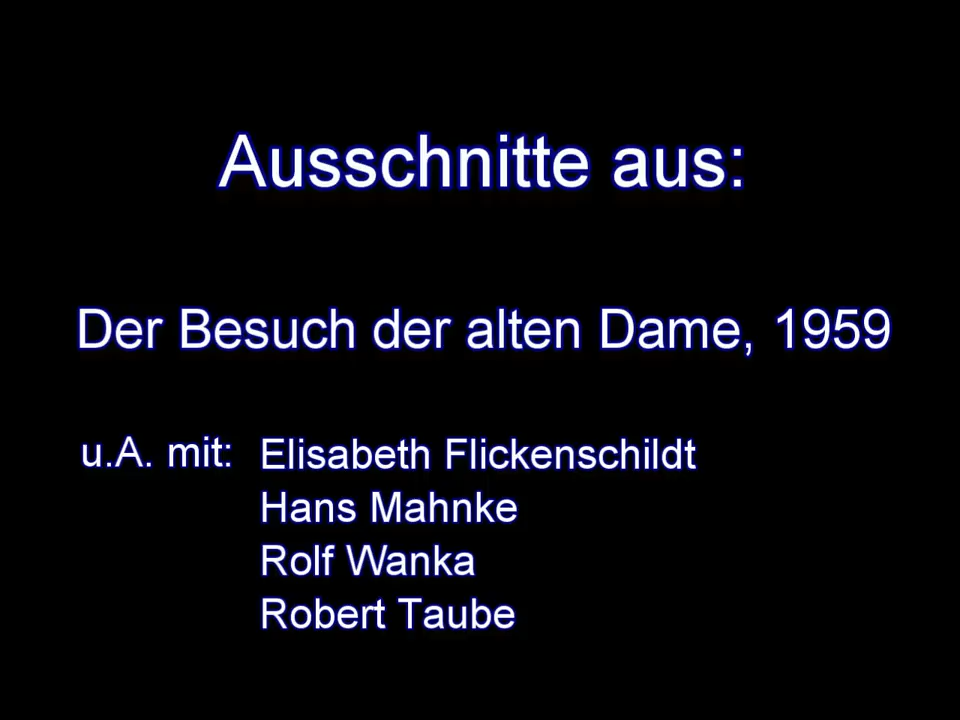 Ausschnitte aus:
Der Besuch der alten Dame, 1959
u.A. mit: Elisabeth Flickenschildt
Hans Mahnke
Rolf Wanka
Robert Taube